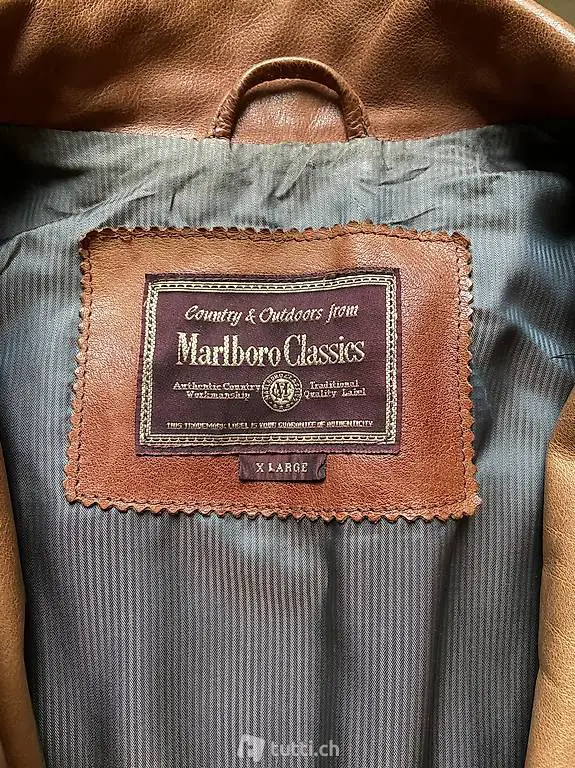 Country & Outdoors from
Marlboro Classics
Authentic Country Traditional
Workmanship Quality Label
THIS TRADEMARK LABEL IS YOUR GUARANTEE OF AUTHENTICITY
X LARGE
tutti.ch